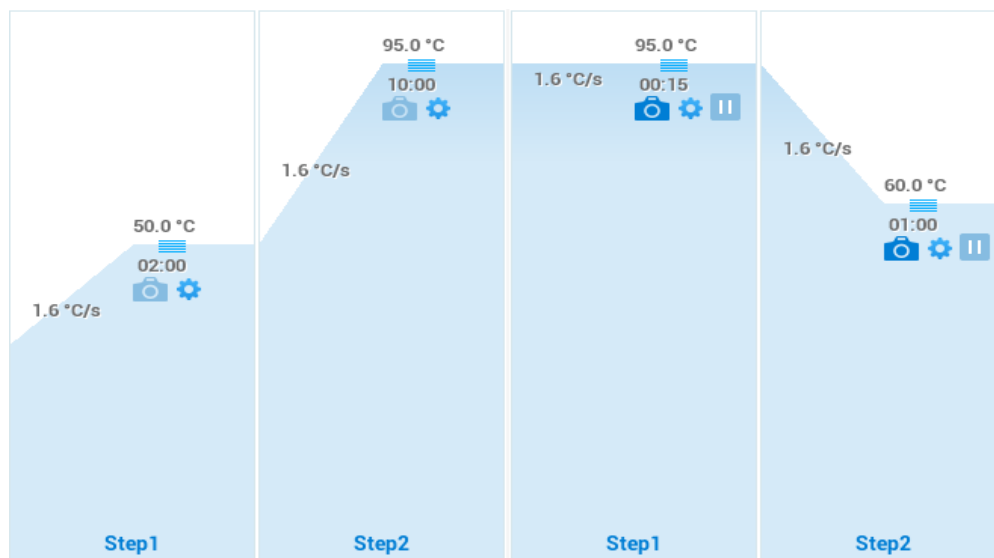 50.0 °C
02:00
1.6 °C/s
Step1
95.0 °C
10:00
1.6 °C/s
Step2
95.0 °C
1.6 °C/s
00:15
Step1
1.6 °C/s
60.0 °C
01:00
Step2